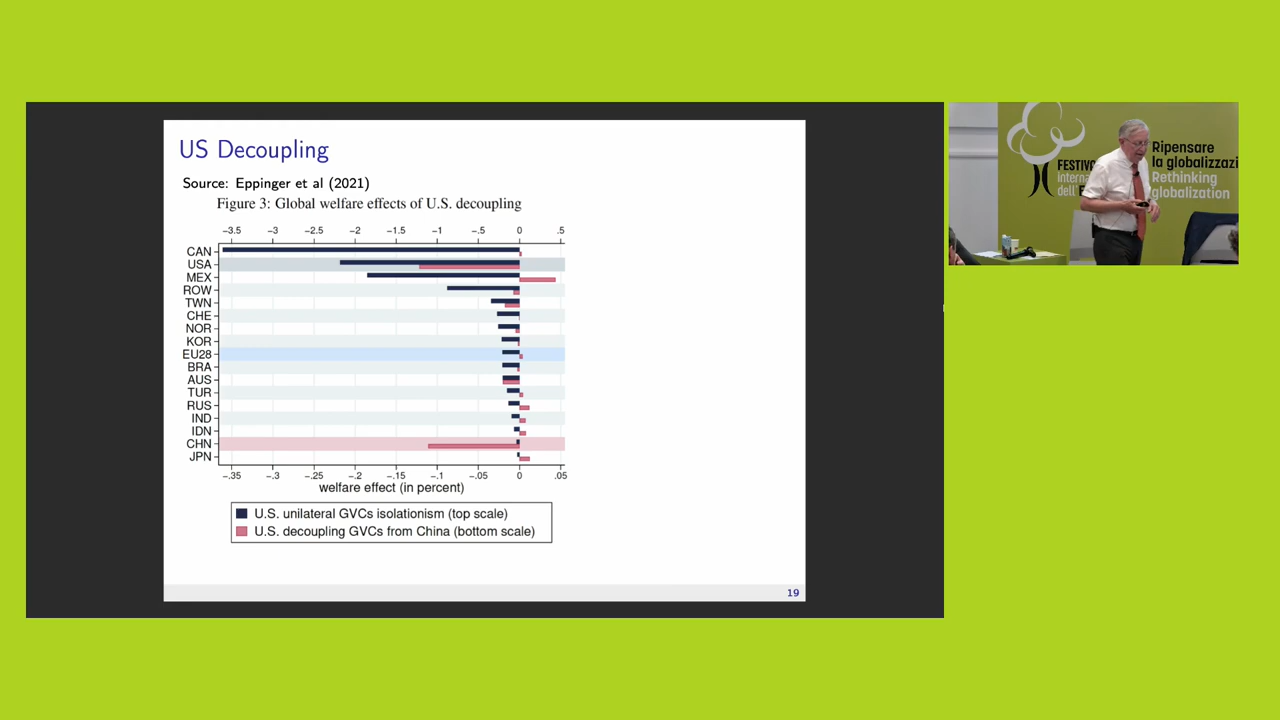 US Decoupling
Source: Eppinger et al (2021)
Figure 3: Global welfare effects of U.S. decoupling
−3.5 −3 −2.5 −2 −1.5 −1 −.5 0 .5
CAN
USA
MEX
ROW
TWN
CHE
NOR
KOR
EU28
BRA
AUS
TUR
RUS
IND
IDN
CHN
JPN
−.35 −.3 −.25 −.2 −.15 −.1 −.05 0 .05
welfare effect (in percent)
U.S. unilateral GVCs isolationism (top scale)
U.S. decoupling GVCs from China (bottom scale)
19
FESTIV
interna
dell'E
Ripensare
la globalizzazi
Rethinking
globalization